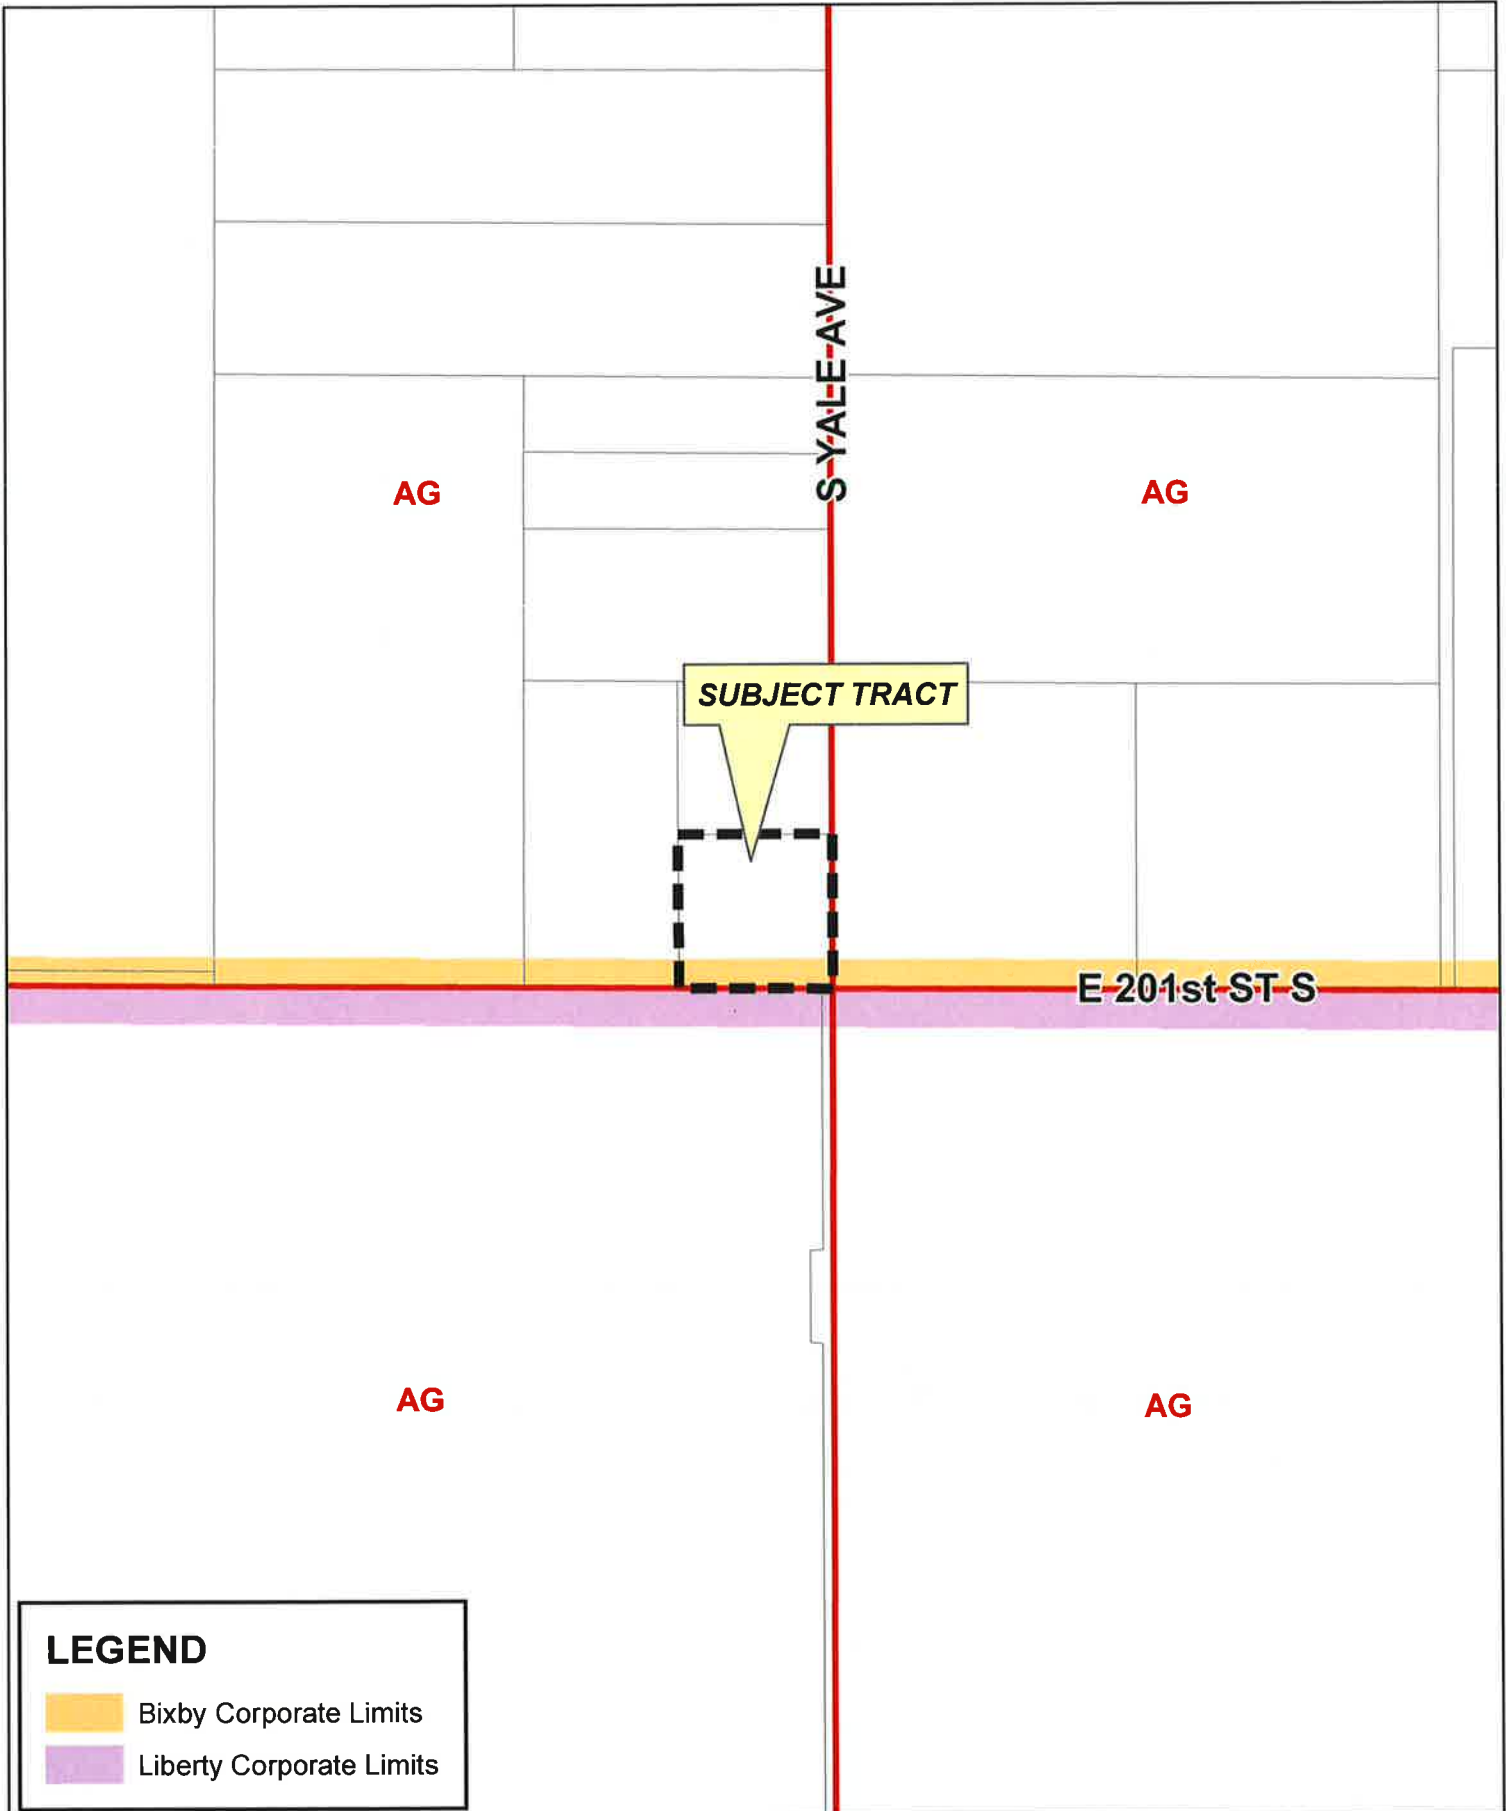 S YALE AVE
AG
AG
SUBJECT TRACT
E 201st ST S
AG
AG
LEGEND
Bixby Corporate Limits
Liberty Corporate Limits